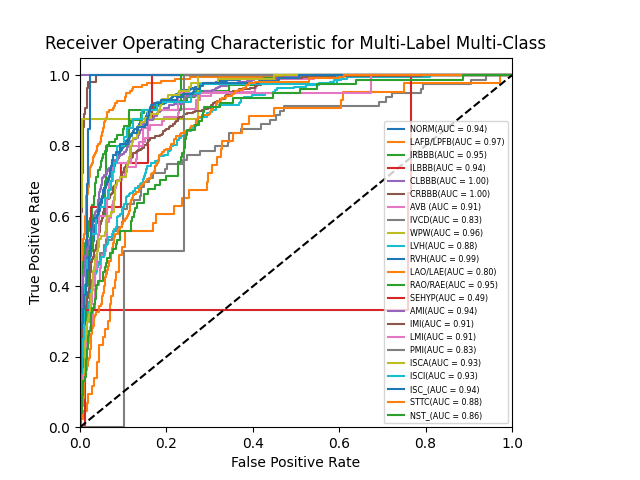 Receiver Operating Characteristic for Multi-Label Multi-Class
1.0
0.8
0.6
0.4
0.2
0.0
True Positive Rate
0.0 0.2 0.4 0.6 0.8 1.0
False Positive Rate
NORM(AUC = 0.94)
LAFB/LPFB(AUC = 0.97)
IRBBB(AUC = 0.95)
ILBBB(AUC = 0.94)
CLBBB(AUC = 1.00)
CRBBB(AUC = 1.00)
AVB (AUC = 0.91)
IVCD(AUC = 0.83)
WPW(AUC = 0.96)
LVH(AUC = 0.88)
RVH(AUC = 0.99)
LAO/LAE(AUC = 0.80)
RAO/RAE(AUC = 0.95)
SEHYP(AUC = 0.49)
AMI(AUC = 0.94)
IMI(AUC = 0.91)
LMI(AUC = 0.91)
PMI(AUC = 0.83)
ISCA(AUC = 0.93)
ISCI(AUC = 0.93)
ISC_(AUC = 0.94)
STTC(AUC = 0.88)
NST_(AUC = 0.86)